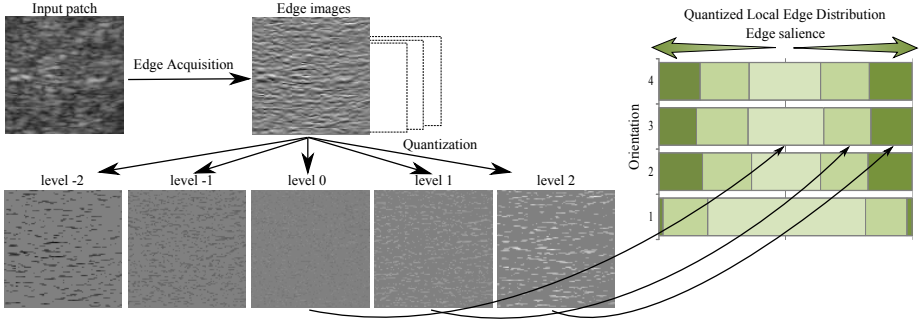 Input patch
Edge images
Edge Acquisition
Quantization
level -2
level -1
level 0
level 1
level 2
Quantized Local Edge Distribution
Edge salience
Orientation
4
3
2
1